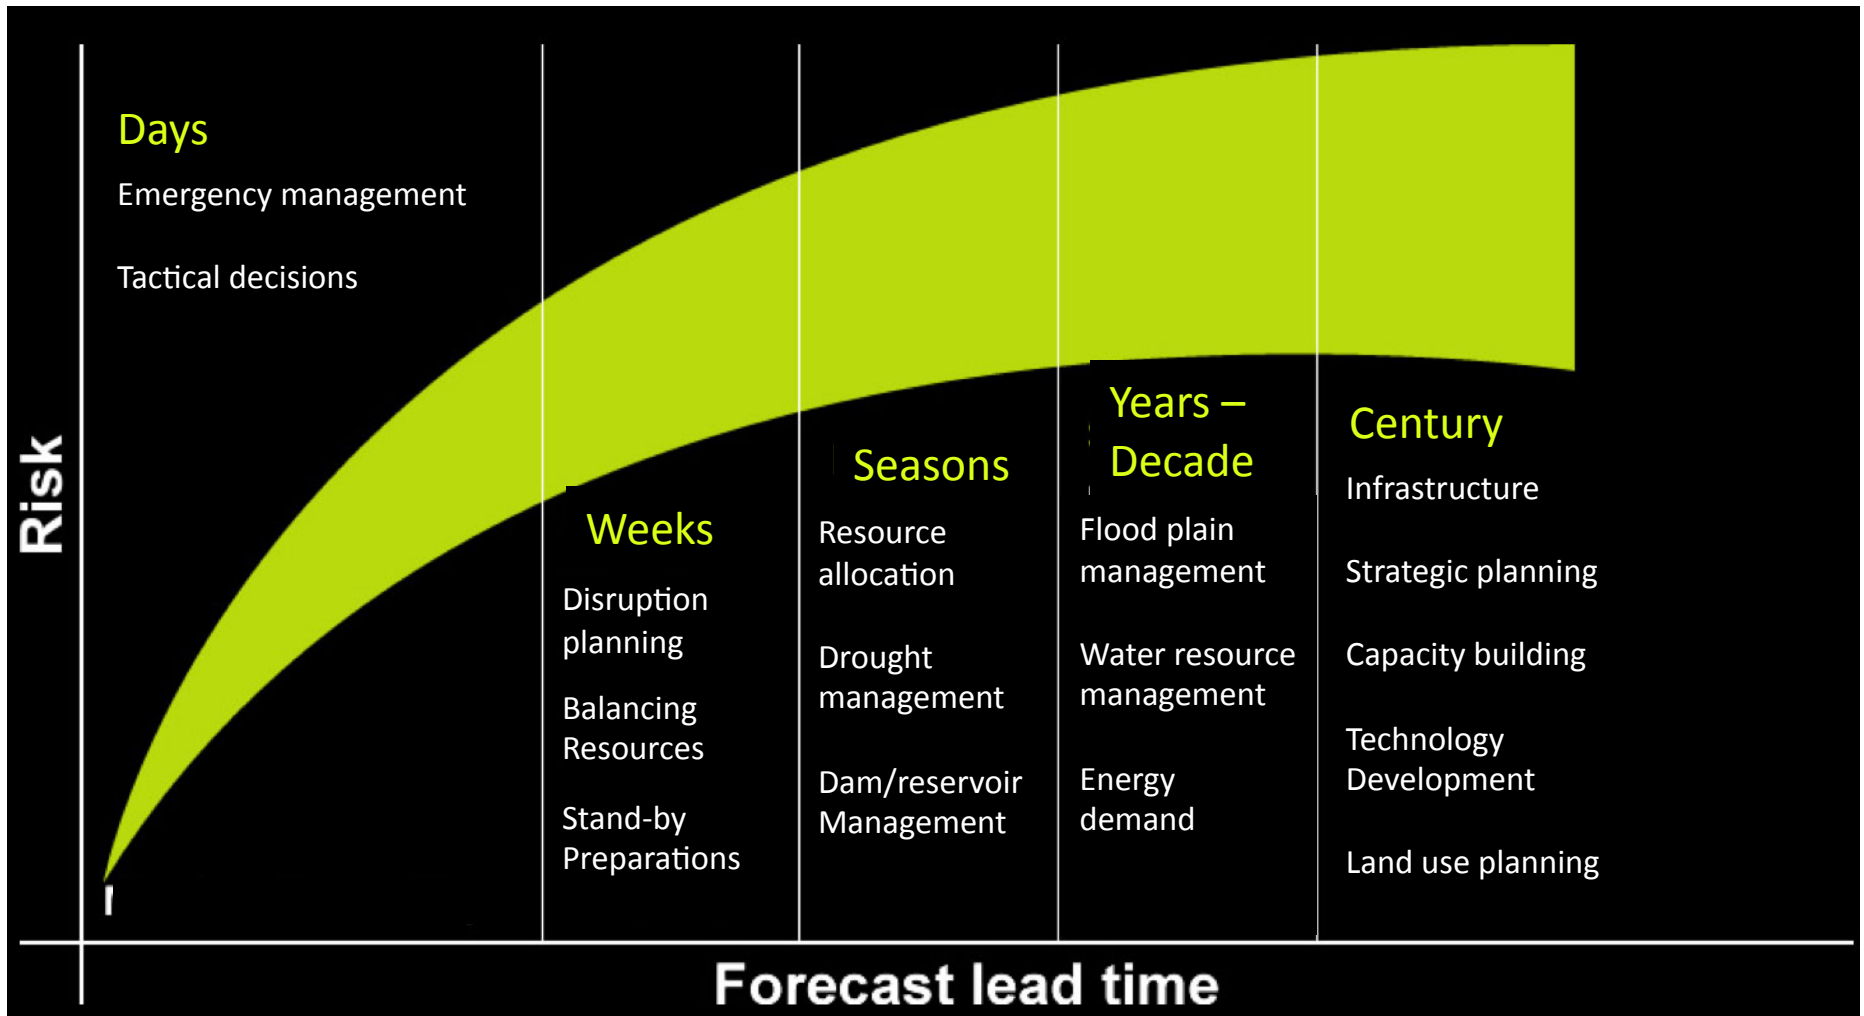 Days
Emergency management
Tactical decisions
Weeks
Disruption
planning
Balancing
Resources
Stand-by
Preparations
Seasons
Resource
allocation
Drought
management
Dam/reservoir
Management
Years –
Decade
Flood plain
management
Water resource
management
Energy
demand
Century
Infrastructure
Strategic planning
Capacity building
Technology
Development
Land use planning
Risk
Forecast lead time